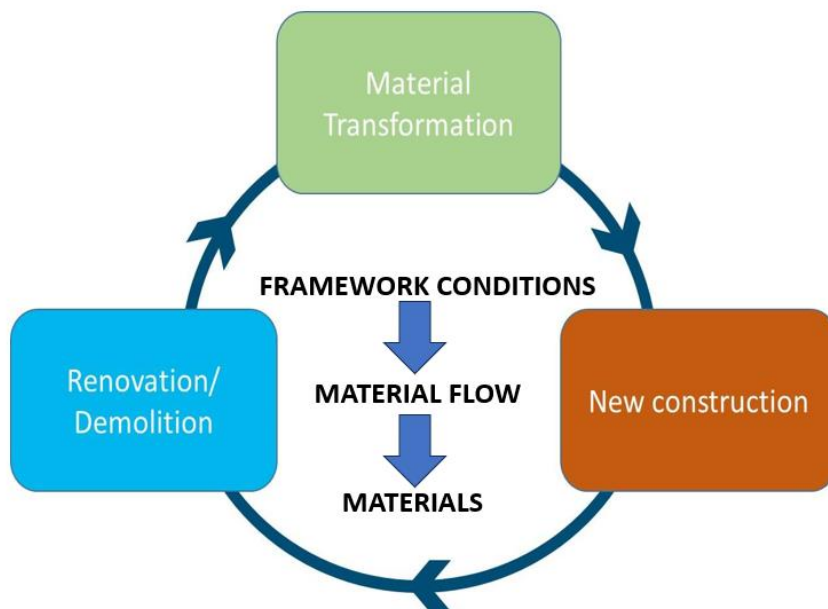 Material
Transformation
FRAMEWORK CONDITIONS
Renovation/
Demolition
MATERIAL FLOW
New construction
MATERIALS